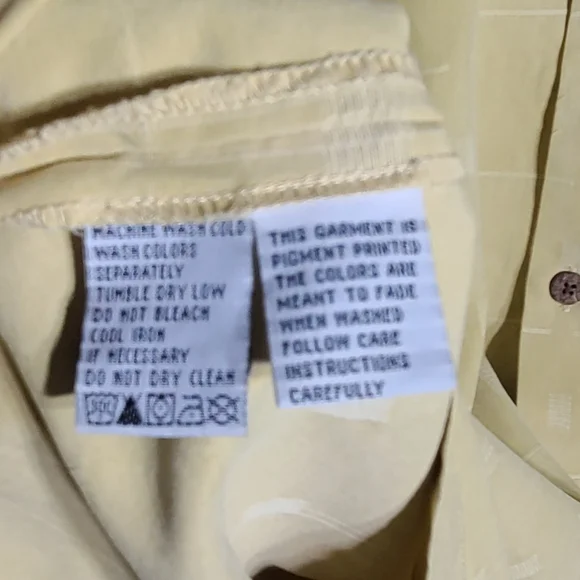 MACHINE WASH COLD
WASH COLORS
SEPARATELY
TUMBLE DRY LOW
DO NOT BLEACH
COOL IRON
IF NECESSARY
DO NOT DRY CLEAN
30C
THIS GARMENT IS
PIGMENT PRINTED
THE COLORS ARE
MEANT TO FADE
WHEN WASHED
FOLLOW CARE
INSTRUCTIONS
CAREFULLY